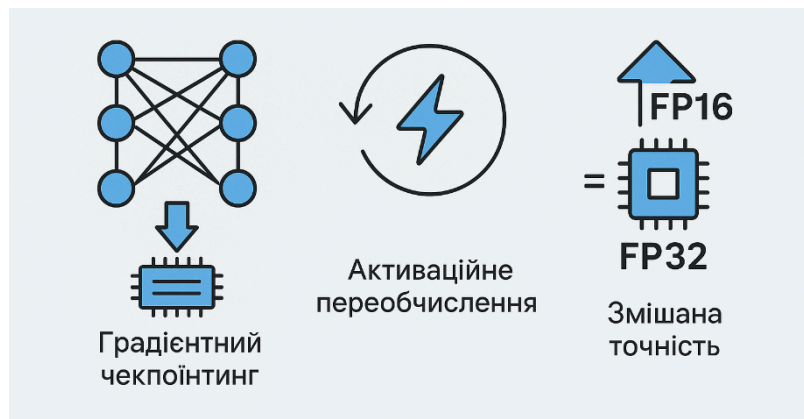 Градієнтний
чекпоїнтинг
Активаційне
переобчислення
FP16
=
FP32
Змішана
точність